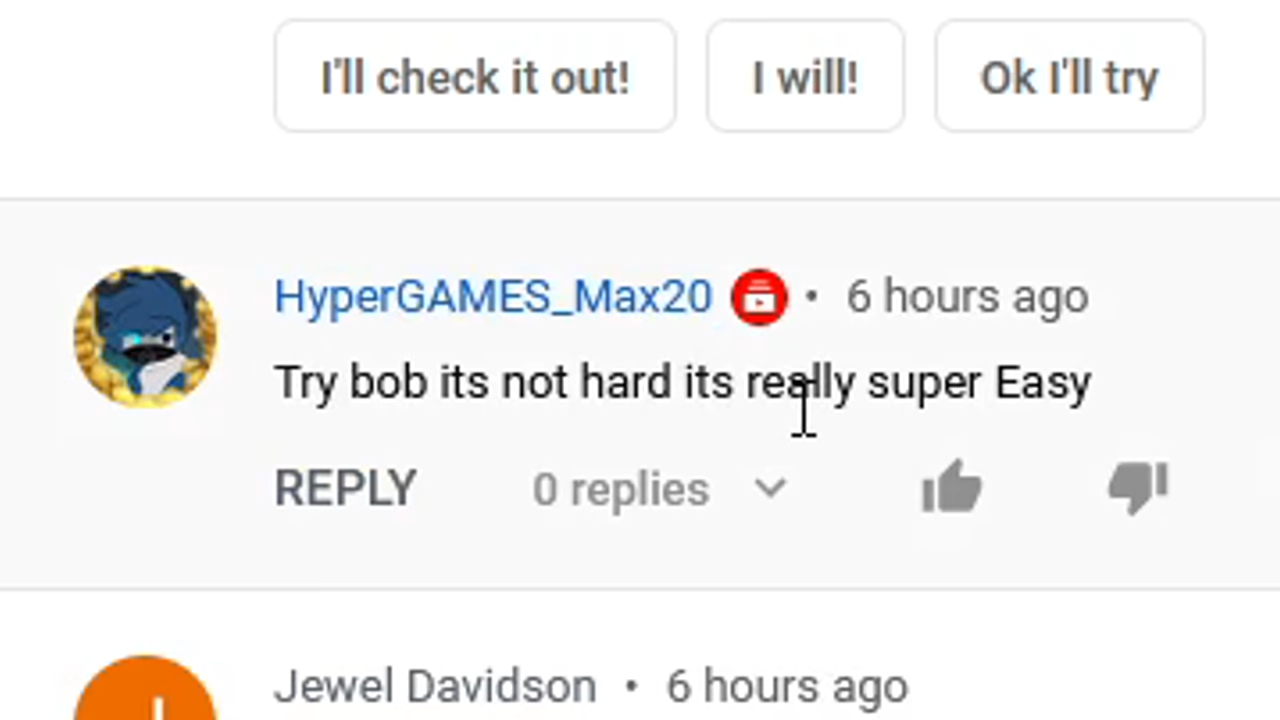 I'll check it out! I will! Ok I'll try
HyperGAMES_Max20 • 6 hours ago
Try bob its not hard its really super Easy
REPLY 0 replies
Jewel Davidson • 6 hours ago